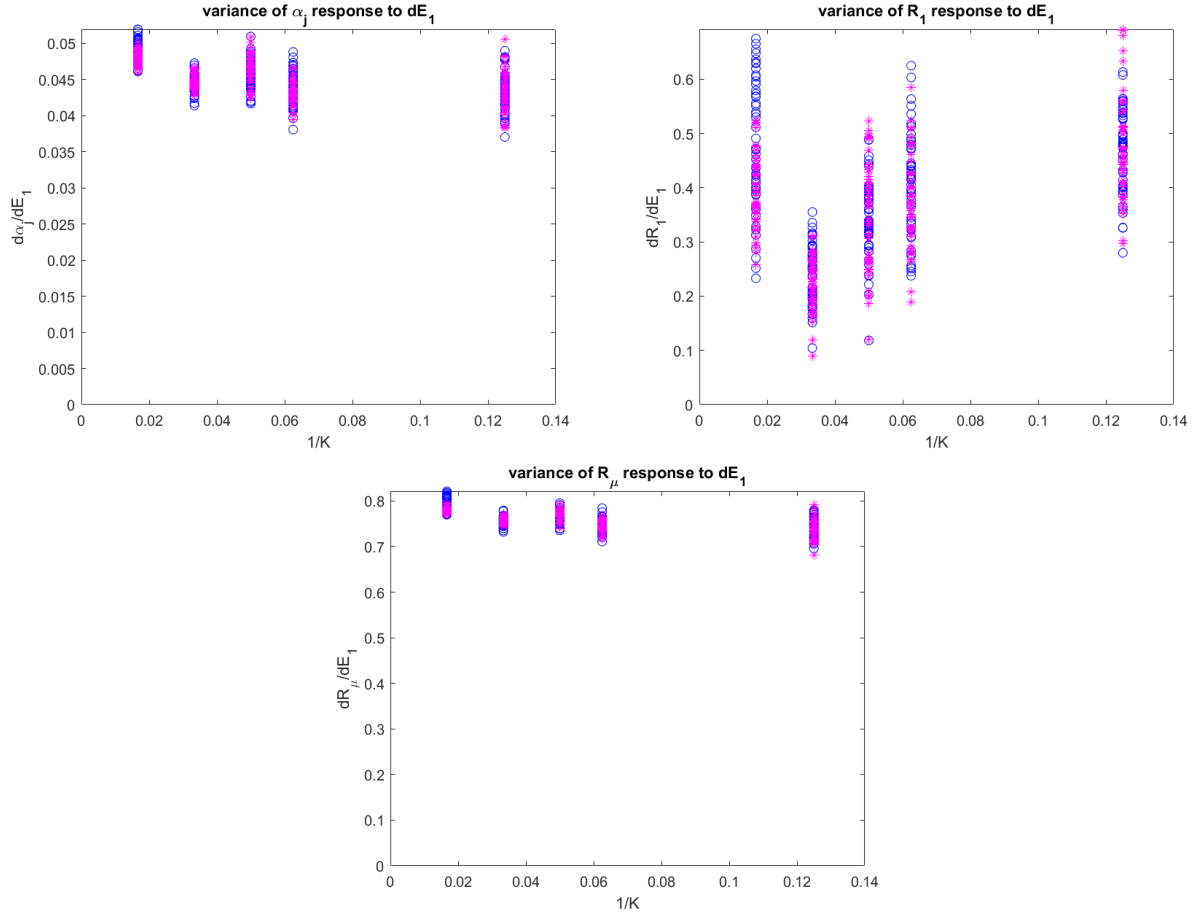 variance of α_j response to dE_1
0.05
0.045
0.04
0.035
0.03
0.025
0.02
0.015
0.01
0.005
0
dα_j/dE_1
0 0.02 0.04 0.06 0.08 0.1 0.12 0.14
1/K
variance of R_1 response to dE_1
0.6
0.5
0.4
0.3
0.2
0.1
0
dR_1/dE_1
0 0.02 0.04 0.06 0.08 0.1 0.12 0.14
1/K
variance of R_μ response to dE_1
0.8
0.7
0.6
0.5
0.4
0.3
0.2
0.1
0
dR_μ/dE_1
0 0.02 0.04 0.06 0.08 0.1 0.12 0.14
1/K